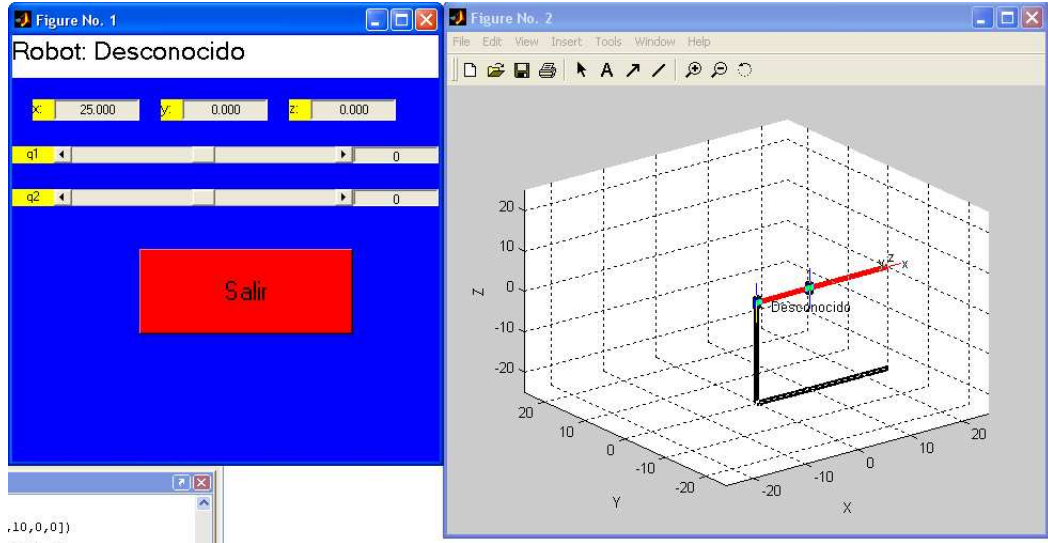 Figure No. 1
Robot: Desconocido
x: 25.000 y: 0.000 z: 0.000
q1 0
q2 0
Salir
,10,0,0])
Figure No. 2
File Edit View Insert Tools Window Help
A
20
10
0
-10
-20
Z
Z
Y X
Desconocido
20
10
0
-10
-20
Y
-20
-10
0
10
20
X